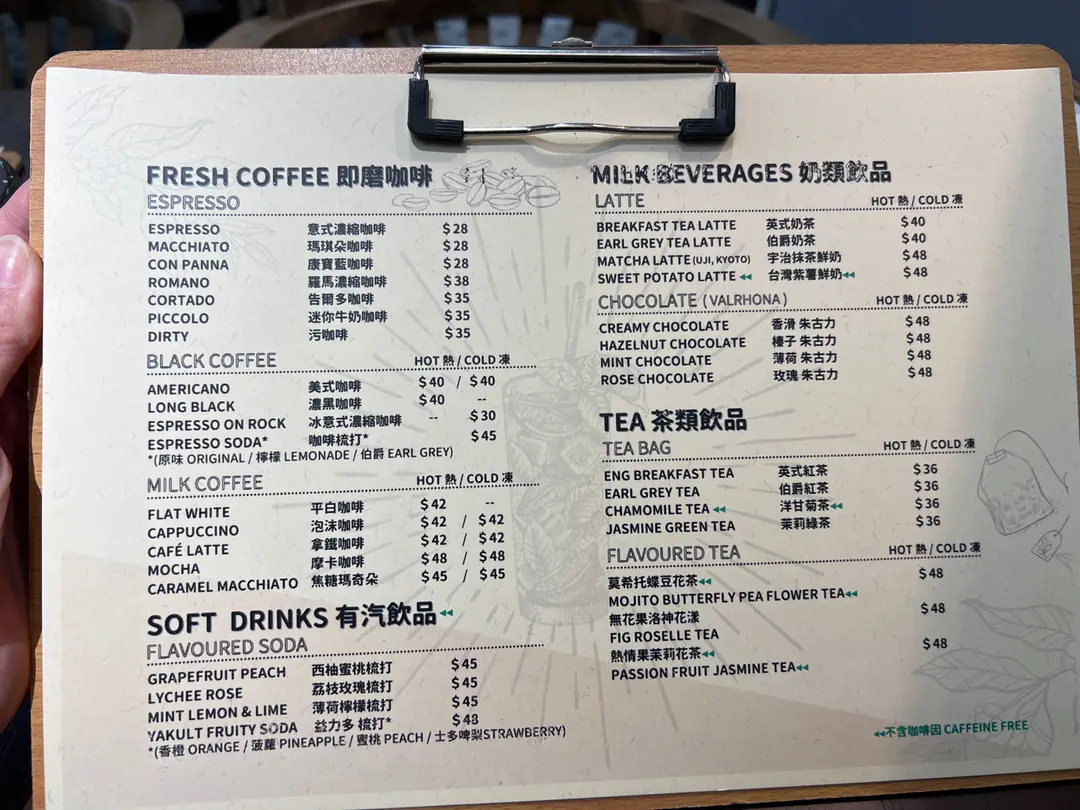 FRESH COFFEE 即磨咖啡
ESPRESSO
ESPRESSO 意式濃縮咖啡 $28
MACCHIATO 瑪琪朵咖啡 $28
CON PANNA 康寶藍咖啡 $28
ROMANO 羅馬濃縮咖啡 $38
CORTADO 告爾多咖啡 $35
PICCOLO 迷你牛奶咖啡 $35
DIRTY 污咖啡 $35
BLACK COFFEE HOT 熱 / COLD 凍
AMERICANO 美式咖啡 $40 / $40
LONG BLACK 濃黑咖啡 $40 --
ESPRESSO ON ROCK 冰意式濃縮咖啡 -- $30
ESPRESSO SODA* 咖啡梳打* $45
*(原味 ORIGINAL / 檸檬 LEMONADE / 伯爵 EARL GREY)
MILK COFFEE HOT 熱 / COLD 凍
FLAT WHITE 平白咖啡 $42 --
CAPPUCCINO 泡沫咖啡 $42 / $42
CAFÉ LATTE 拿鐵咖啡 $42 / $42
MOCHA 摩卡咖啡 $48 / $48
CARAMEL MACCHIATO 焦糖瑪奇朵 $45 / $45
SOFT DRINKS 有汽飲品
FLAVOURED SODA
GRAPEFRUIT PEACH 西柚蜜桃梳打 $45
LYCHEE ROSE 荔枝玫瑰梳打 $45
MINT LEMON & LIME 薄荷檸檬梳打 $45
YAKULT FRUITY SODA 益力多 梳打* $48
*(香橙 ORANGE / 菠蘿 PINEAPPLE / 蜜桃 PEACH / 士多啤梨STRAWBERRY)
MILK BEVERAGES 奶類飲品
LATTE HOT 熱 / COLD 凍
BREAKFAST TEA LATTE 英式奶茶 $40
EARL GREY TEA LATTE 伯爵奶茶 $40
MATCHA LATTE (UJI, KYOTO) 宇治抹茶鮮奶 $48
SWEET POTATO LATTE 台灣紫薯鮮奶 $48
CHOCOLATE (VALRHONA) HOT 熱 / COLD 凍
CREAMY CHOCOLATE 香滑 朱古力 $48
HAZELNUT CHOCOLATE 榛子 朱古力 $48
MINT CHOCOLATE 薄荷 朱古力 $48
ROSE CHOCOLATE 玫瑰 朱古力 $48
TEA 茶類飲品
TEA BAG HOT 熱 / COLD 凍
ENG BREAKFAST TEA 英式紅茶 $36
EARL GREY TEA 伯爵紅茶 $36
CHAMOMILE TEA 洋甘菊茶 $36
JASMINE GREEN TEA 茉莉綠茶 $36
FLAVOURED TEA HOT 熱 / COLD 凍
莫希托蝶豆花茶 $48
MOJITO BUTTERFLY PEA FLOWER TEA
無花果洛神花漾 $48
FIG ROSELLE TEA
熱情果茉莉花茶 $48
PASSION FRUIT JASMINE TEA
不含咖啡因 CAFFEINE FREE